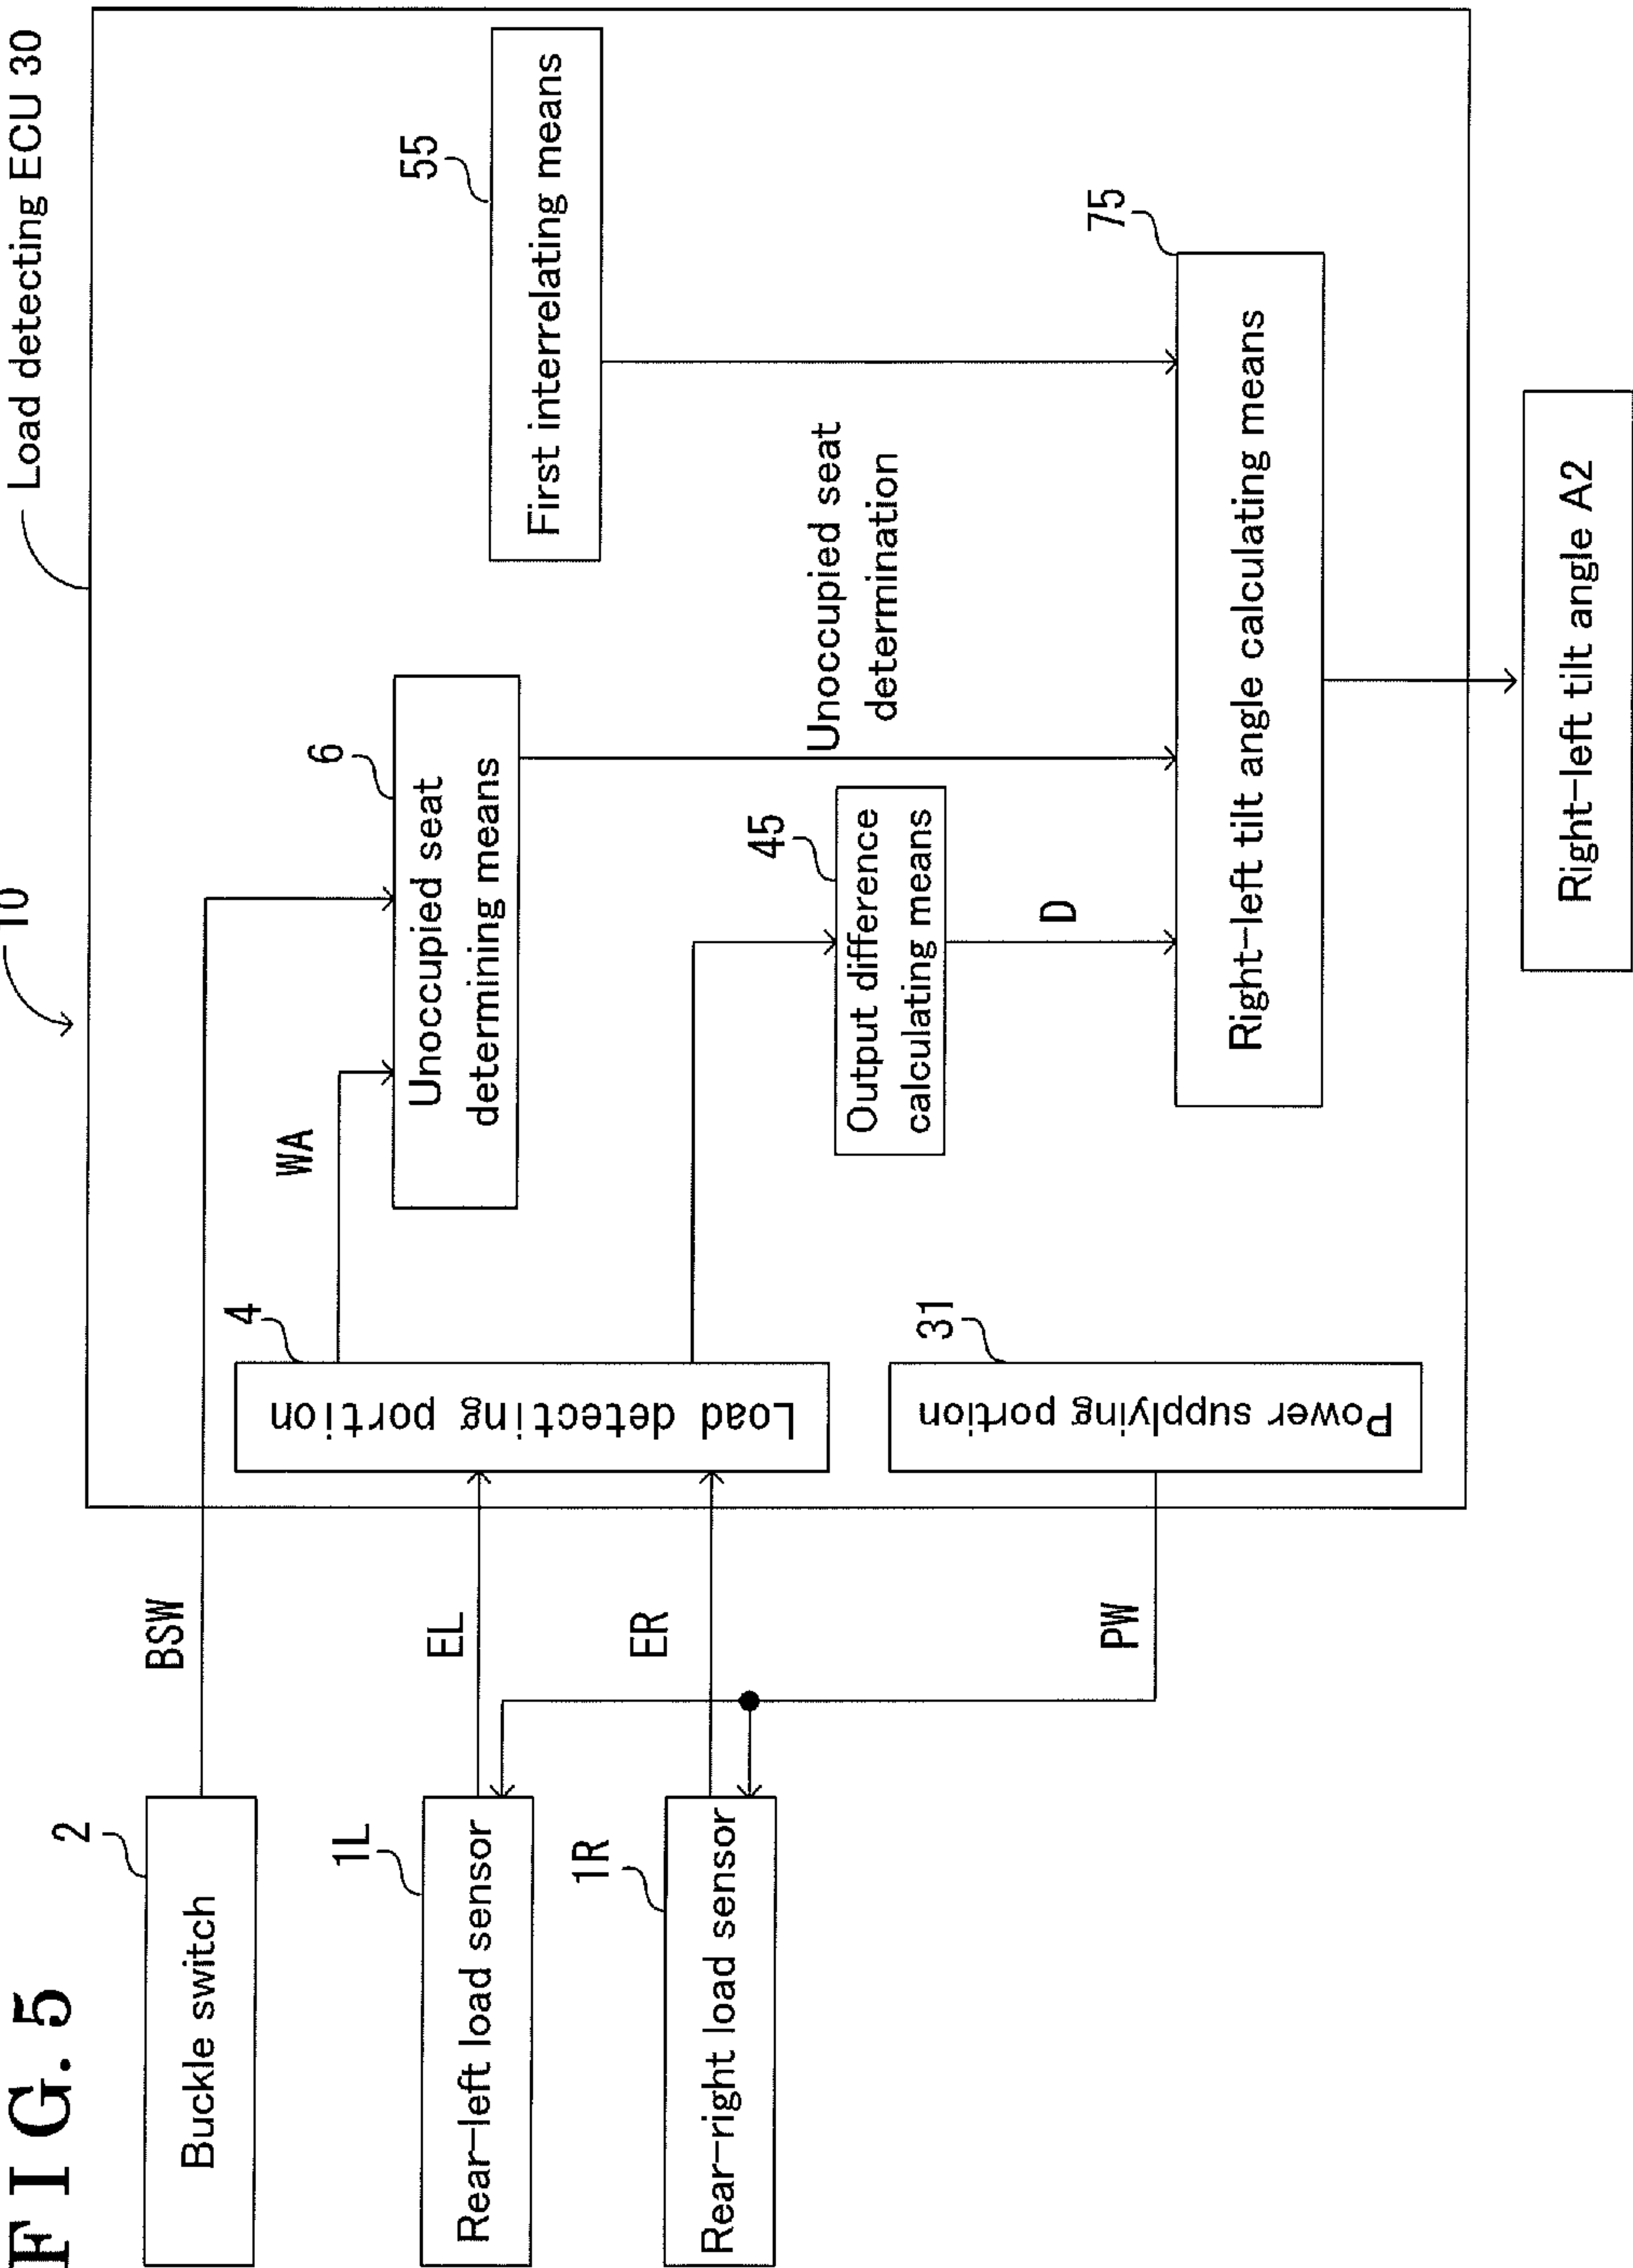 FIG. 5
10
Load detecting ECU 30
2
Buckle switch
BSW
1L
Rear-left load sensor
EL
1R
Rear-right load sensor
ER
PW
4
Load detecting portion
31
Power supplying portion
WA
6
Unoccupied seat
determining means
45
Output difference
calculating means
D
Unoccupied seat
determination
55
First interrelating means
75
Right-left tilt angle calculating means
Right-left tilt angle A2